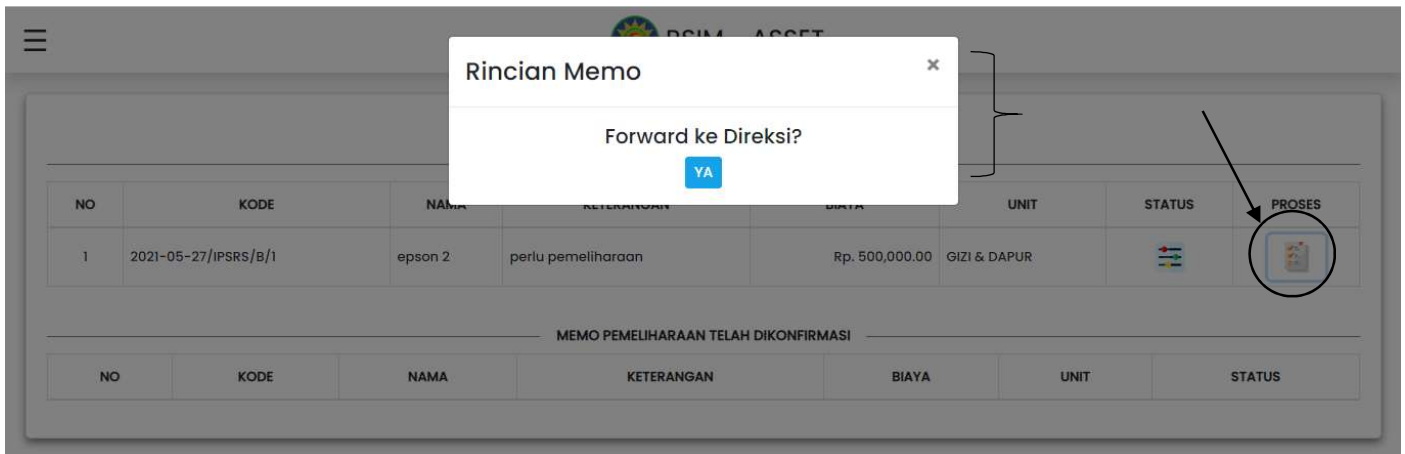 Rincian Memo ×
Forward ke Direksi?
YA
NO KODE NAMA KETERANGAN BIAYA UNIT STATUS PROSES
1 2021-05-27/IPSRS/B/1 epson 2 perlu pemeliharaan Rp. 500,000.00 GIZI & DAPUR
MEMO PEMELIHARAAN TELAH DIKONFIRMASI
NO KODE NAMA KETERANGAN BIAYA UNIT STATUS